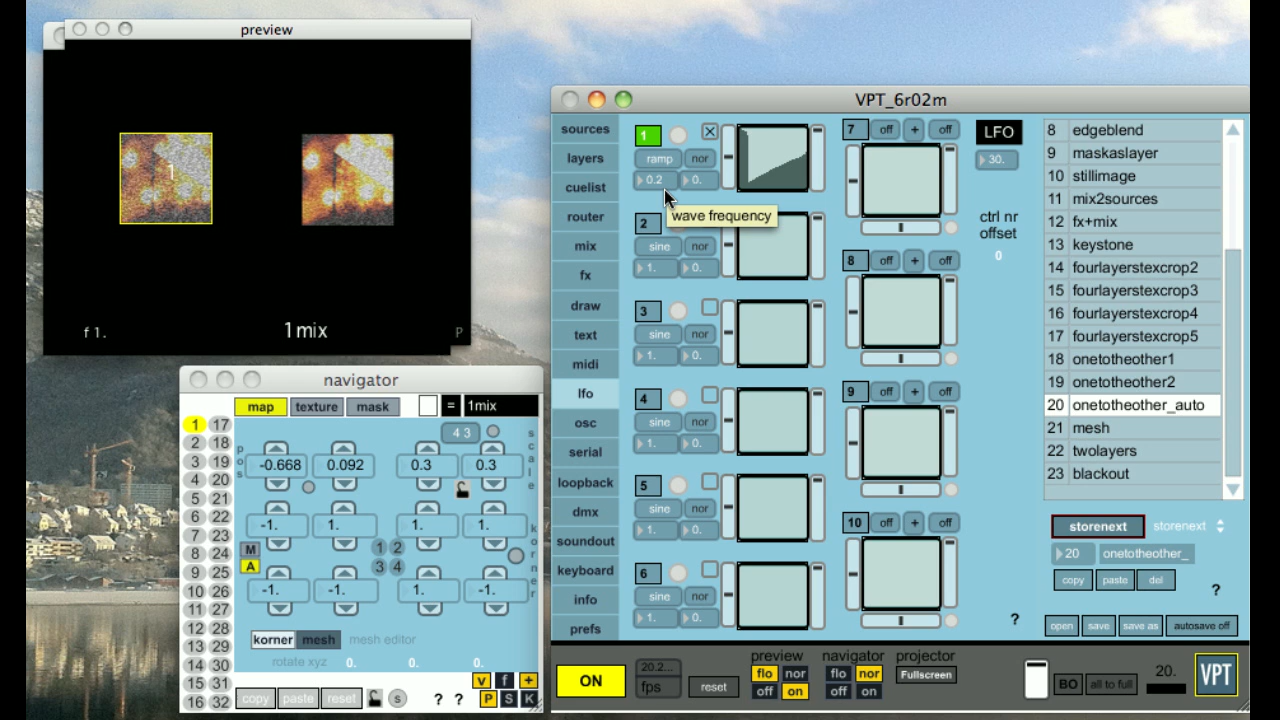 preview
1
f 1.
1mix
P
navigator
map texture mask = 1mix
1 17
2 18
3 19
4 20
5 21
6 22
7 23
8 24
9 25
10 26
11 27
12 28
13 29
14 30
15 31
16 32
4 3
pos
scale
-0.668 0.092 0.3 0.3
-1. 1. 1. 1.
korner
M
A
1 2
3 4
-1. -1. 1. -1.
korner mesh mesh editor
rotate xyz 0. 0. 0.
v f +
copy paste reset s ? ? P S K
VPT_6r02m
sources
layers
cuelist
router
mix
fx
draw
text
midi
lfo
osc
serial
loopback
dmx
soundout
keyboard
info
prefs
1
ramp nor
0.2 0.
wave frequency
2
sine nor
1. 0.
3
sine nor
1. 0.
4
sine nor
1. 0.
5
sine nor
1. 0.
6
sine nor
1. 0.
7 off + off
8 off + off
9 off + off
10 off + off
LFO
30.
ctrl nr
offset
0
?
8 edgeblend
9 maskaslayer
10 stillimage
11 mix2sources
12 fx+mix
13 keystone
14 fourlayerstexcrop2
15 fourlayerstexcrop3
16 fourlayerstexcrop4
17 fourlayerstexcrop5
18 onetotheother1
19 onetotheother2
20 onetotheother_auto
21 mesh
22 twolayers
23 blackout
storenext storenext
20 onetotheother_
copy paste del
?
open save save as autosave off
ON
20.2...
fps
reset
preview
flo nor
off on
navigator
flo nor
off on
projector
Fullscreen
BO all to full
20.
VPT